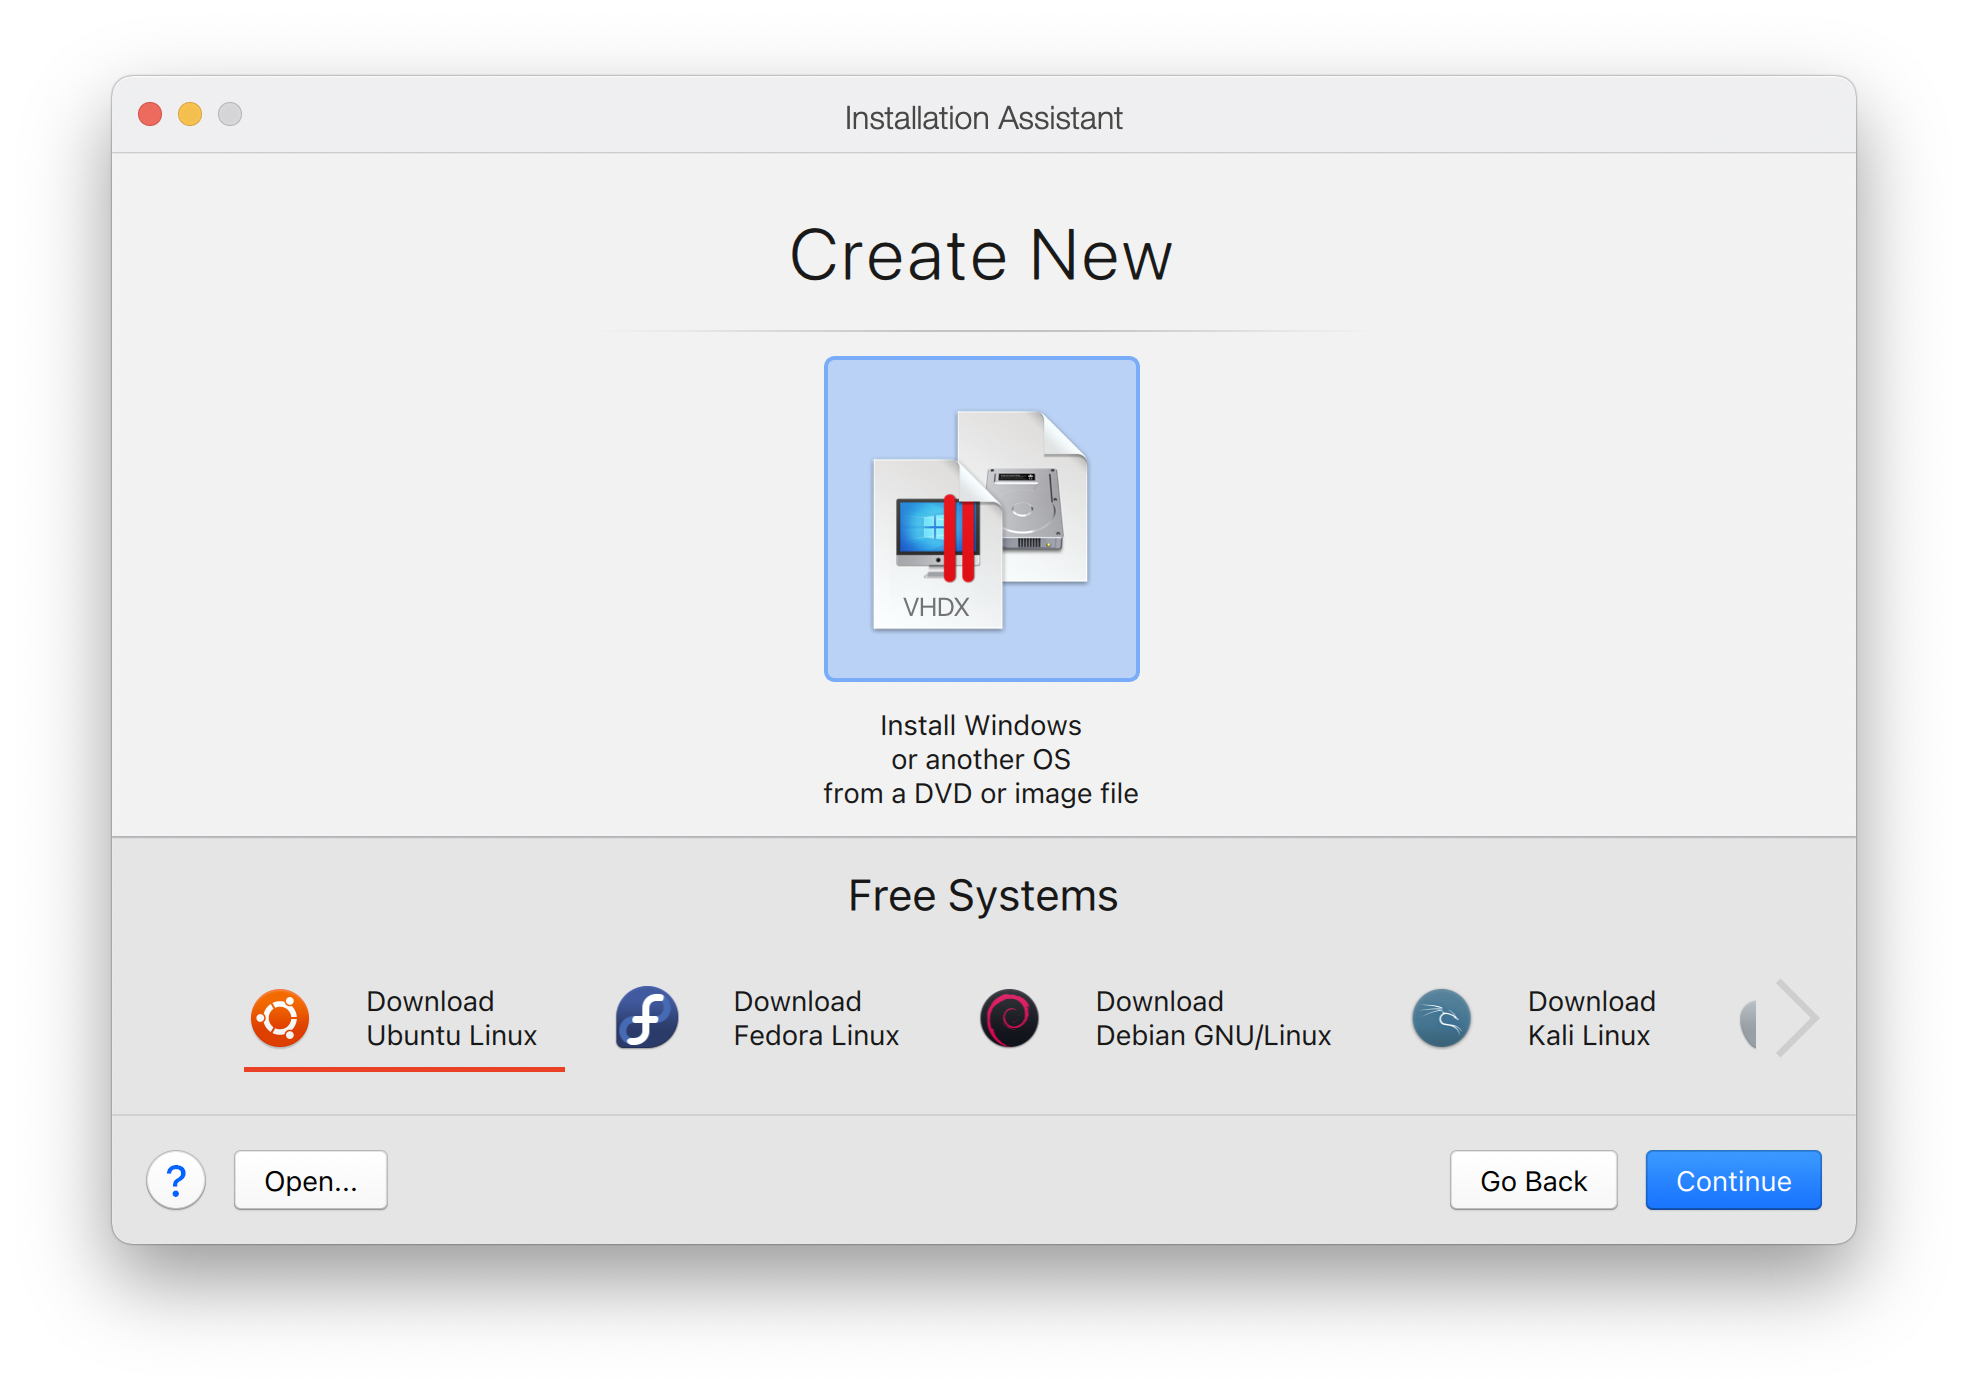 Installation Assistant
Create New
VHDX
Install Windows
or another OS
from a DVD or image file
Free Systems
Download
Ubuntu Linux
Download
Fedora Linux
Download
Debian GNU/Linux
Download
Kali Linux
?
Open...
Go Back
Continue